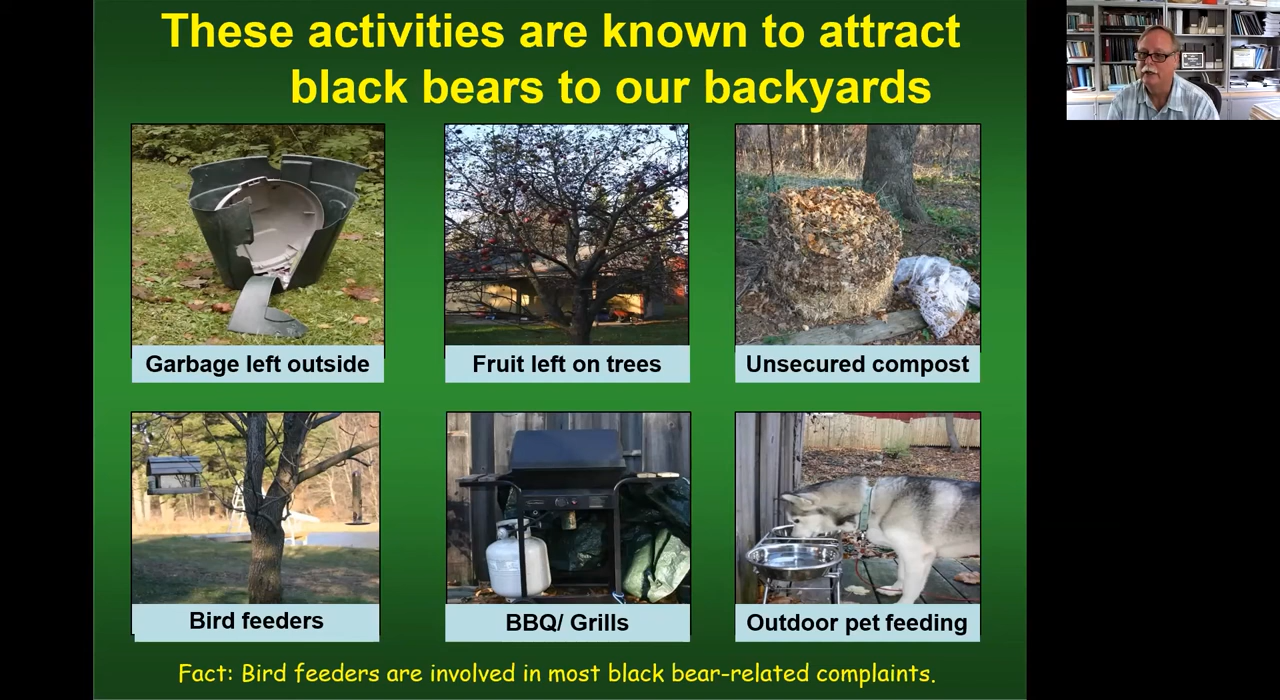 These activities are known to attract
black bears to our backyards
Garbage left outside
Fruit left on trees
Unsecured compost
Bird feeders
BBQ/ Grills
Outdoor pet feeding
Fact: Bird feeders are involved in most black bear-related complaints.